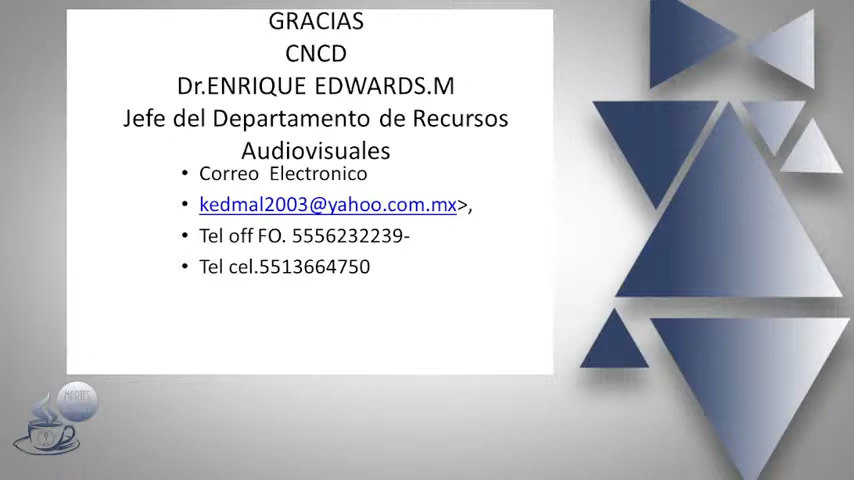 GRACIAS
CNCD
Dr.ENRIQUE EDWARDS.M
Jefe del Departamento de Recursos
Audiovisuales
• Correo  Electronico
• kedmal2003@yahoo.com.mx>,
• Tel off FO. 5556232239-
• Tel cel.5513664750
MARTES